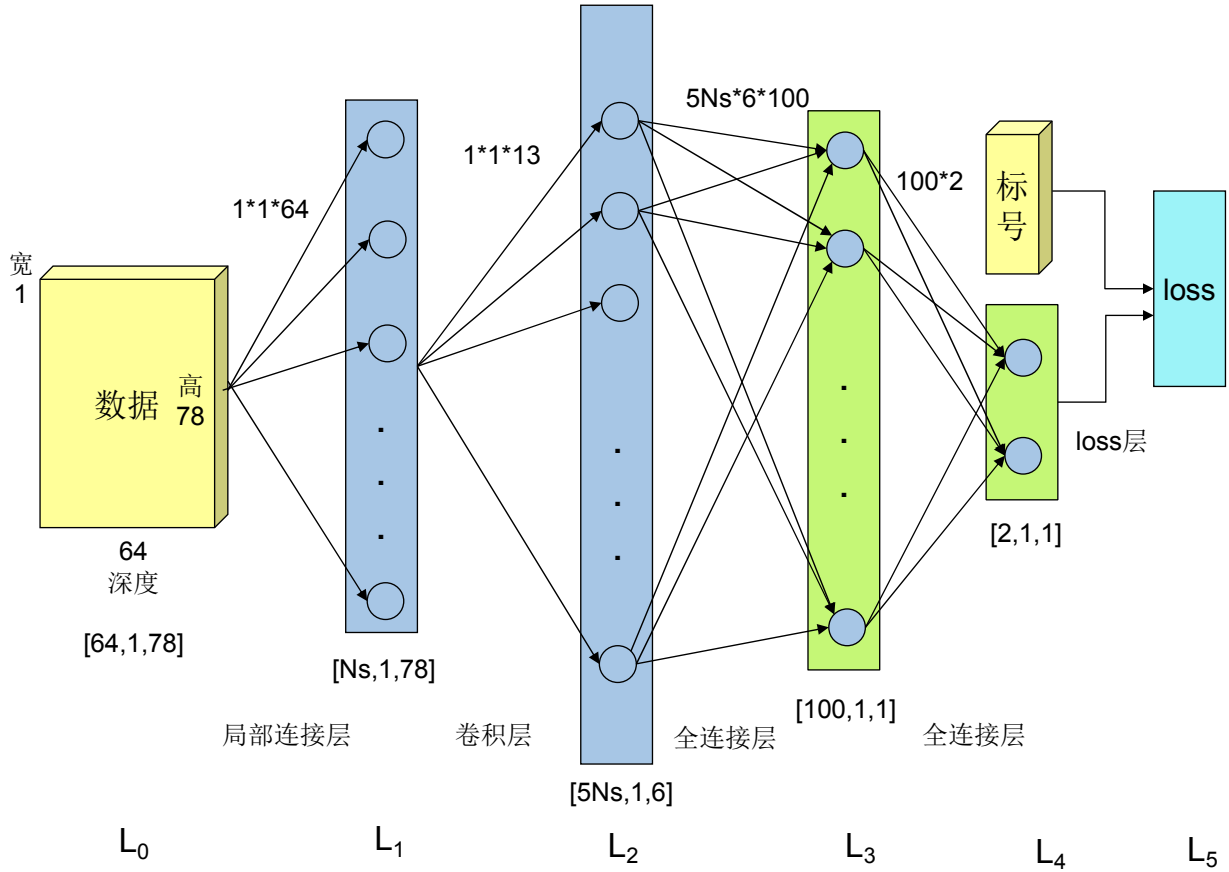 5Ns*6*100
1*1*13
100*2
1*1*64
标
号
宽
1
loss
数据
高
78
loss层
64
深度
[2,1,1]
[64,1,78]
[Ns,1,78]
[100,1,1]
局部连接层
卷积层
全连接层
全连接层
[5Ns,1,6]
L₀
L₁
L₂
L₃
L₄
L₅